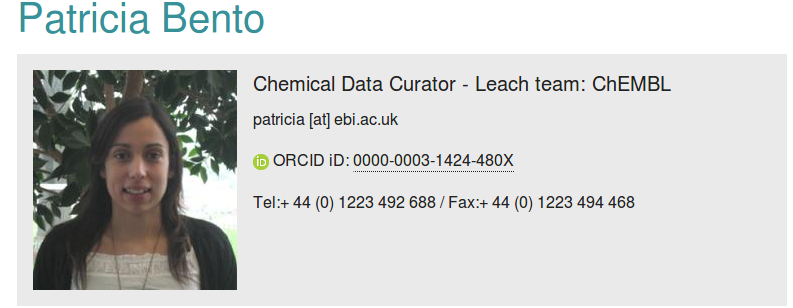 Patricia Bento
Chemical Data Curator - Leach team: ChEMBL
patricia [at] ebi.ac.uk
iD ORCID iD: 0000-0003-1424-480X
Tel:+ 44 (0) 1223 492 688 / Fax:+ 44 (0) 1223 494 468